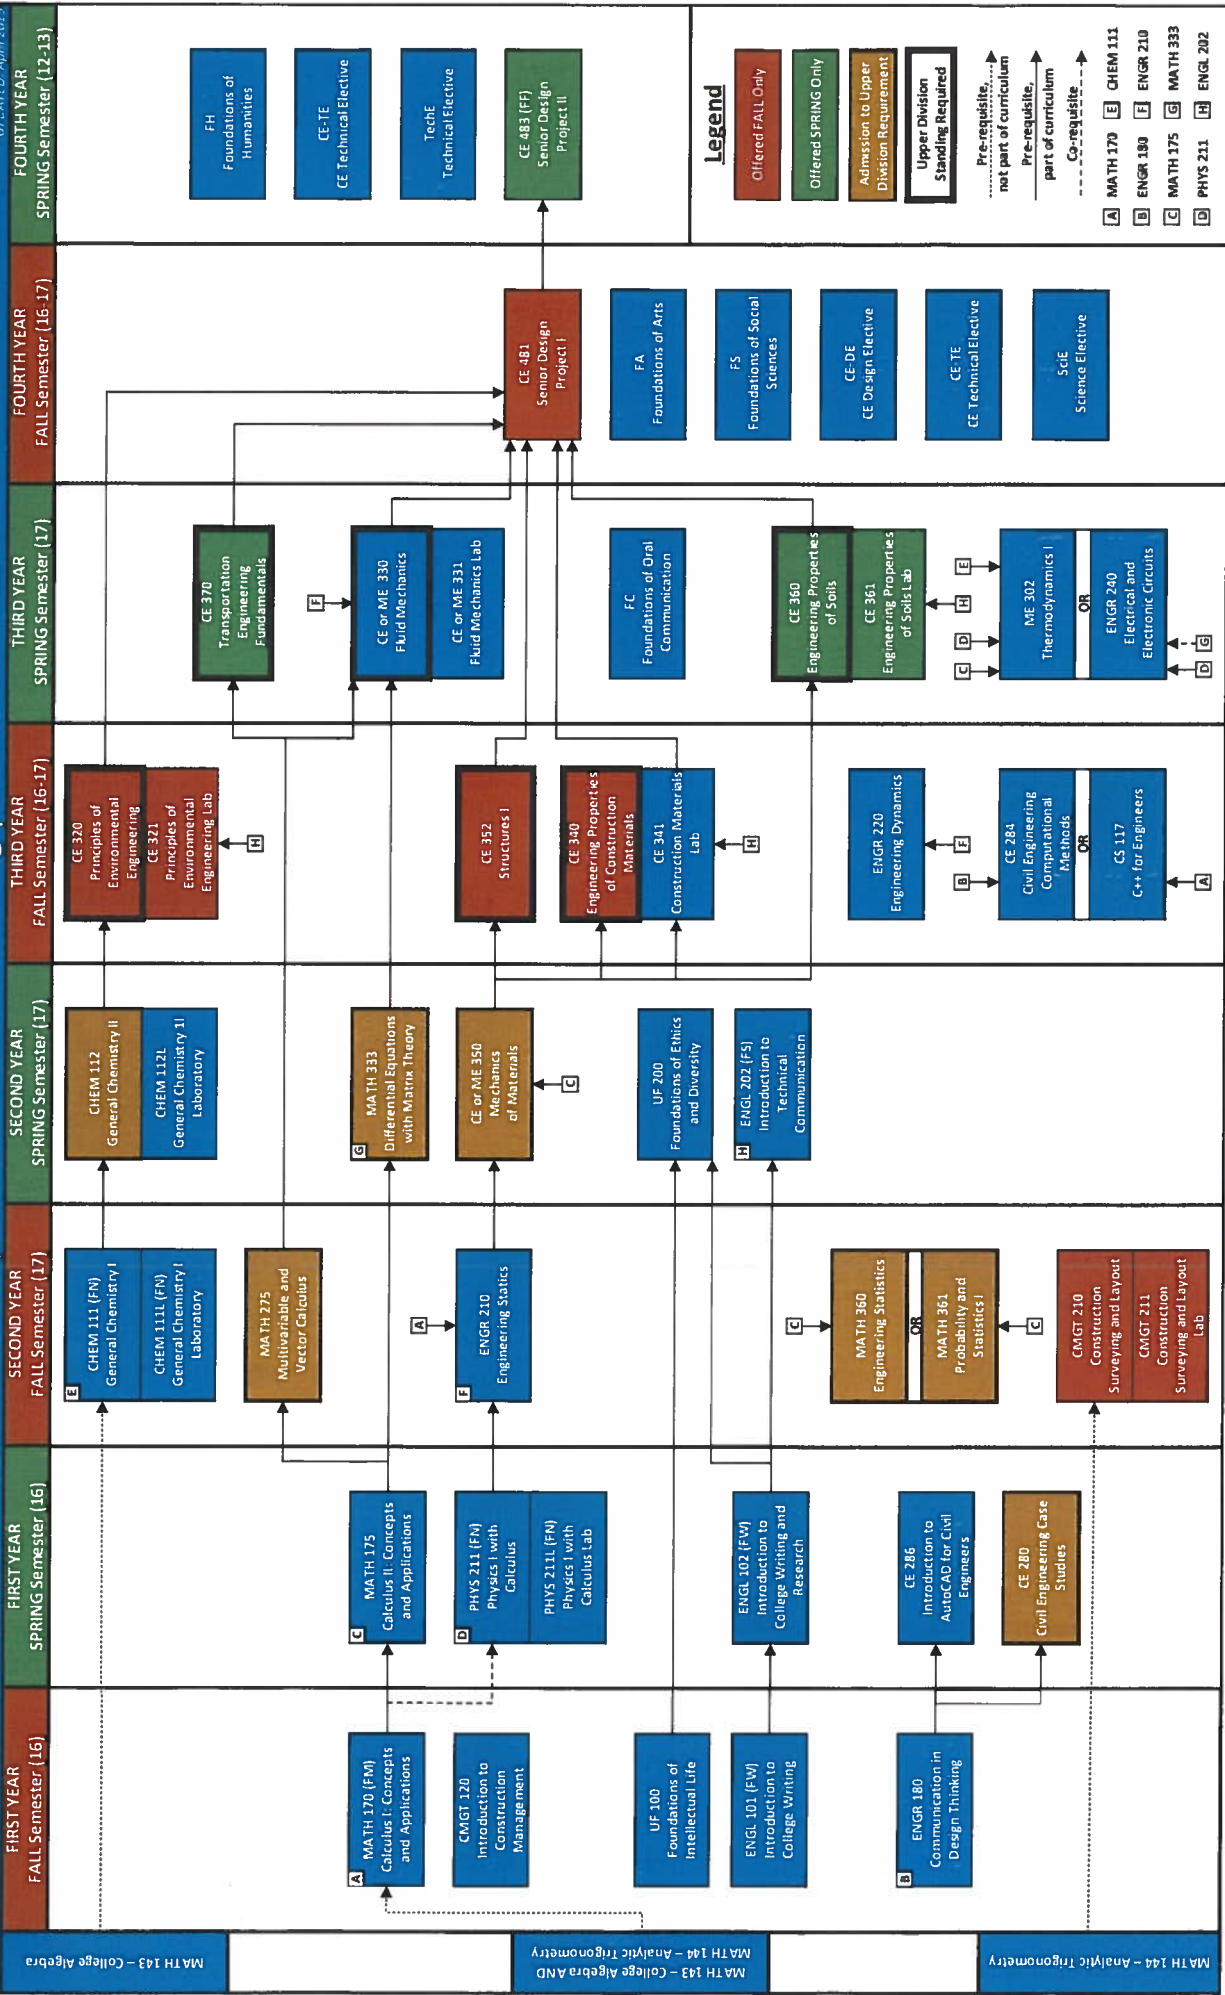 UPDATED: April 2015
FIRST YEAR
FALL Semester (16)
FIRST YEAR
SPRING Semester (16)
SECOND YEAR
FALL Semester (17)
SECOND YEAR
SPRING Semester (17)
THIRD YEAR
FALL Semester (16-17)
THIRD YEAR
SPRING Semester (17)
FOURTH YEAR
FALL Semester (16-17)
FOURTH YEAR
SPRING Semester (12-13)
MATH 143 – College Algebra
MATH 143 – College Algebra AND
MATH 144 – Analytic Trigonometry
MATH 144 – Analytic Trigonometry
A
MATH 170 (FM)
Calculus I: Concepts
and Applications
CMGT 120
Introduction to
Construction
Management
UF 100
Foundations of
Intellectual Life
ENGL 101 (FW)
Introduction to
College Writing
B
ENGR 180
Communication in
Design Thinking
C
MATH 175
Calculus II: Concepts
and Applications
D
PHYS 211 (FN)
Physics I with
Calculus
PHYS 211L (FN)
Physics I with
Calculus Lab
ENGL 102 (FW)
Introduction to
College Writing and
Research
CE 286
Introduction to
AutoCAD for Civil
Engineers
CE 280
Civil Engineering Case
Studies
E
CHEM 111 (FN)
General Chemistry I
CHEM 111L (FN)
General Chemistry I
Laboratory
MATH 275
Multivariable and
Vector Calculus
A
F
ENGR 210
Engineering Statics
C
MATH 360
Engineering Statistics
OR
MATH 361
Probability and
Statistics I
C
CMGT 210
Construction
Surveying and Layout
CMGT 211
Construction
Surveying and Layout
Lab
CHEM 112
General Chemistry II
CHEM 112L
General Chemistry 1I
Laboratory
G
MATH 333
Differential Equations
with Matrix Theory
CE or ME 350
Mechanics
of Materials
C
UF 200
Foundations of Ethics
and Diversity
H
ENGL 202 (FS)
Introduction to
Technical
Communication
CE 320
Principles of
Environmental
Engineering
CE 321
Principles of
Environmental
Engineering Lab
H
CE 352
Structures I
CE 340
Engineering Properties
of Construction
Materials
CE 341
Construction Materials
Lab
H
ENGR 220
Engineering Dynamics
F
B
CE 284
Civil Engineering
Computational
Methods
OR
CS 117
C++ for Engineers
A
CE 370
Transportation
Engineering
Fundamentals
F
CE or ME 330
Fluid Mechanics
CE or ME 331
Fluid Mechanics Lab
FC
Foundations of Oral
Communication
CE 360
Engineering Properties
of Soils
CE 361
Engineering Properties
of Soils Lab
H
C
D
E
ME 302
Thermodynamics I
OR
ENGR 240
Electrical and
Electronic Circuits
D
G
CE 481
Senior Design
Project I
FA
Foundations of Arts
FS
Foundations of Social
Sciences
CE-DE
CE Design Elective
CE-TE
CE Technical Elective
SciE
Science Elective
FH
Foundations of
Humanities
CE-TE
CE Technical Elective
TechE
Technical Elective
CE 483 (FF)
Senior Design
Project II
Legend
Offered FALL Only
Offered SPRING Only
Admission to Upper
Division Requirement
Upper Division
Standing Required
Pre-requisite,
not part of curriculum
Pre-requisite,
part of curriculum
Co-requisite
A MATH 170
E CHEM 111
B ENGR 180
F ENGR 210
C MATH 175
G MATH 333
D PHYS 211
H ENGL 202